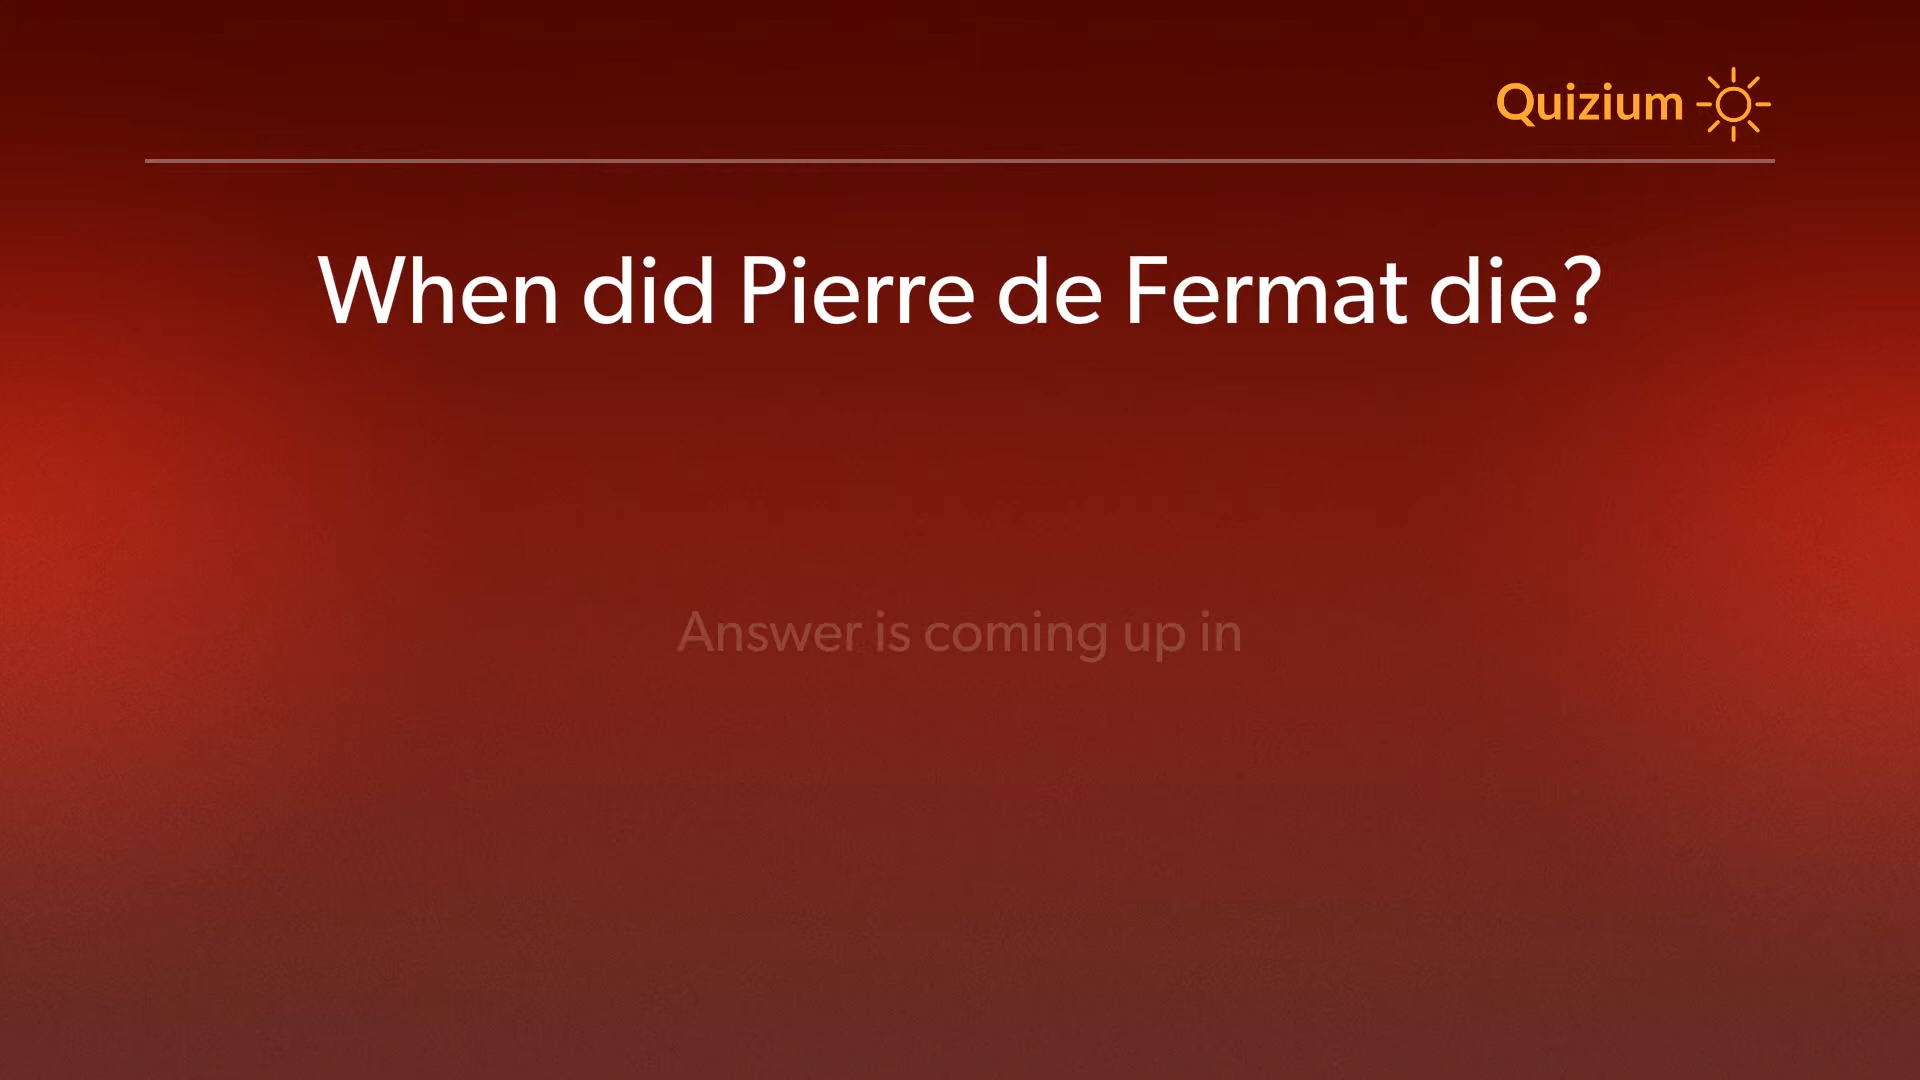 Quizium
When did Pierre de Fermat die?
Answer is coming up in